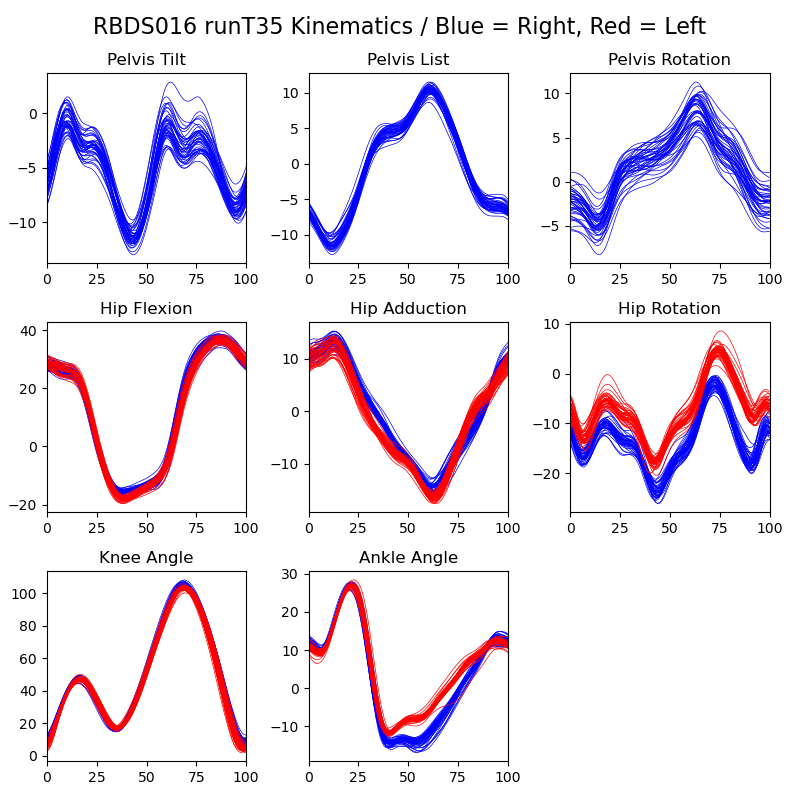 RBDS016 runT35 Kinematics / Blue = Right, Red = Left
Pelvis Tilt
Pelvis List
Pelvis Rotation
0
−5
−10
0 25 50 75 100
10
5
0
−5
−10
0 25 50 75 100
10
5
0
−5
0 25 50 75 100
Hip Flexion
Hip Adduction
Hip Rotation
40
20
0
−20
0 25 50 75 100
10
0
−10
0 25 50 75 100
10
0
−10
−20
0 25 50 75 100
Knee Angle
Ankle Angle
100
80
60
40
20
0
0 25 50 75 100
30
20
10
0
−10
0 25 50 75 100